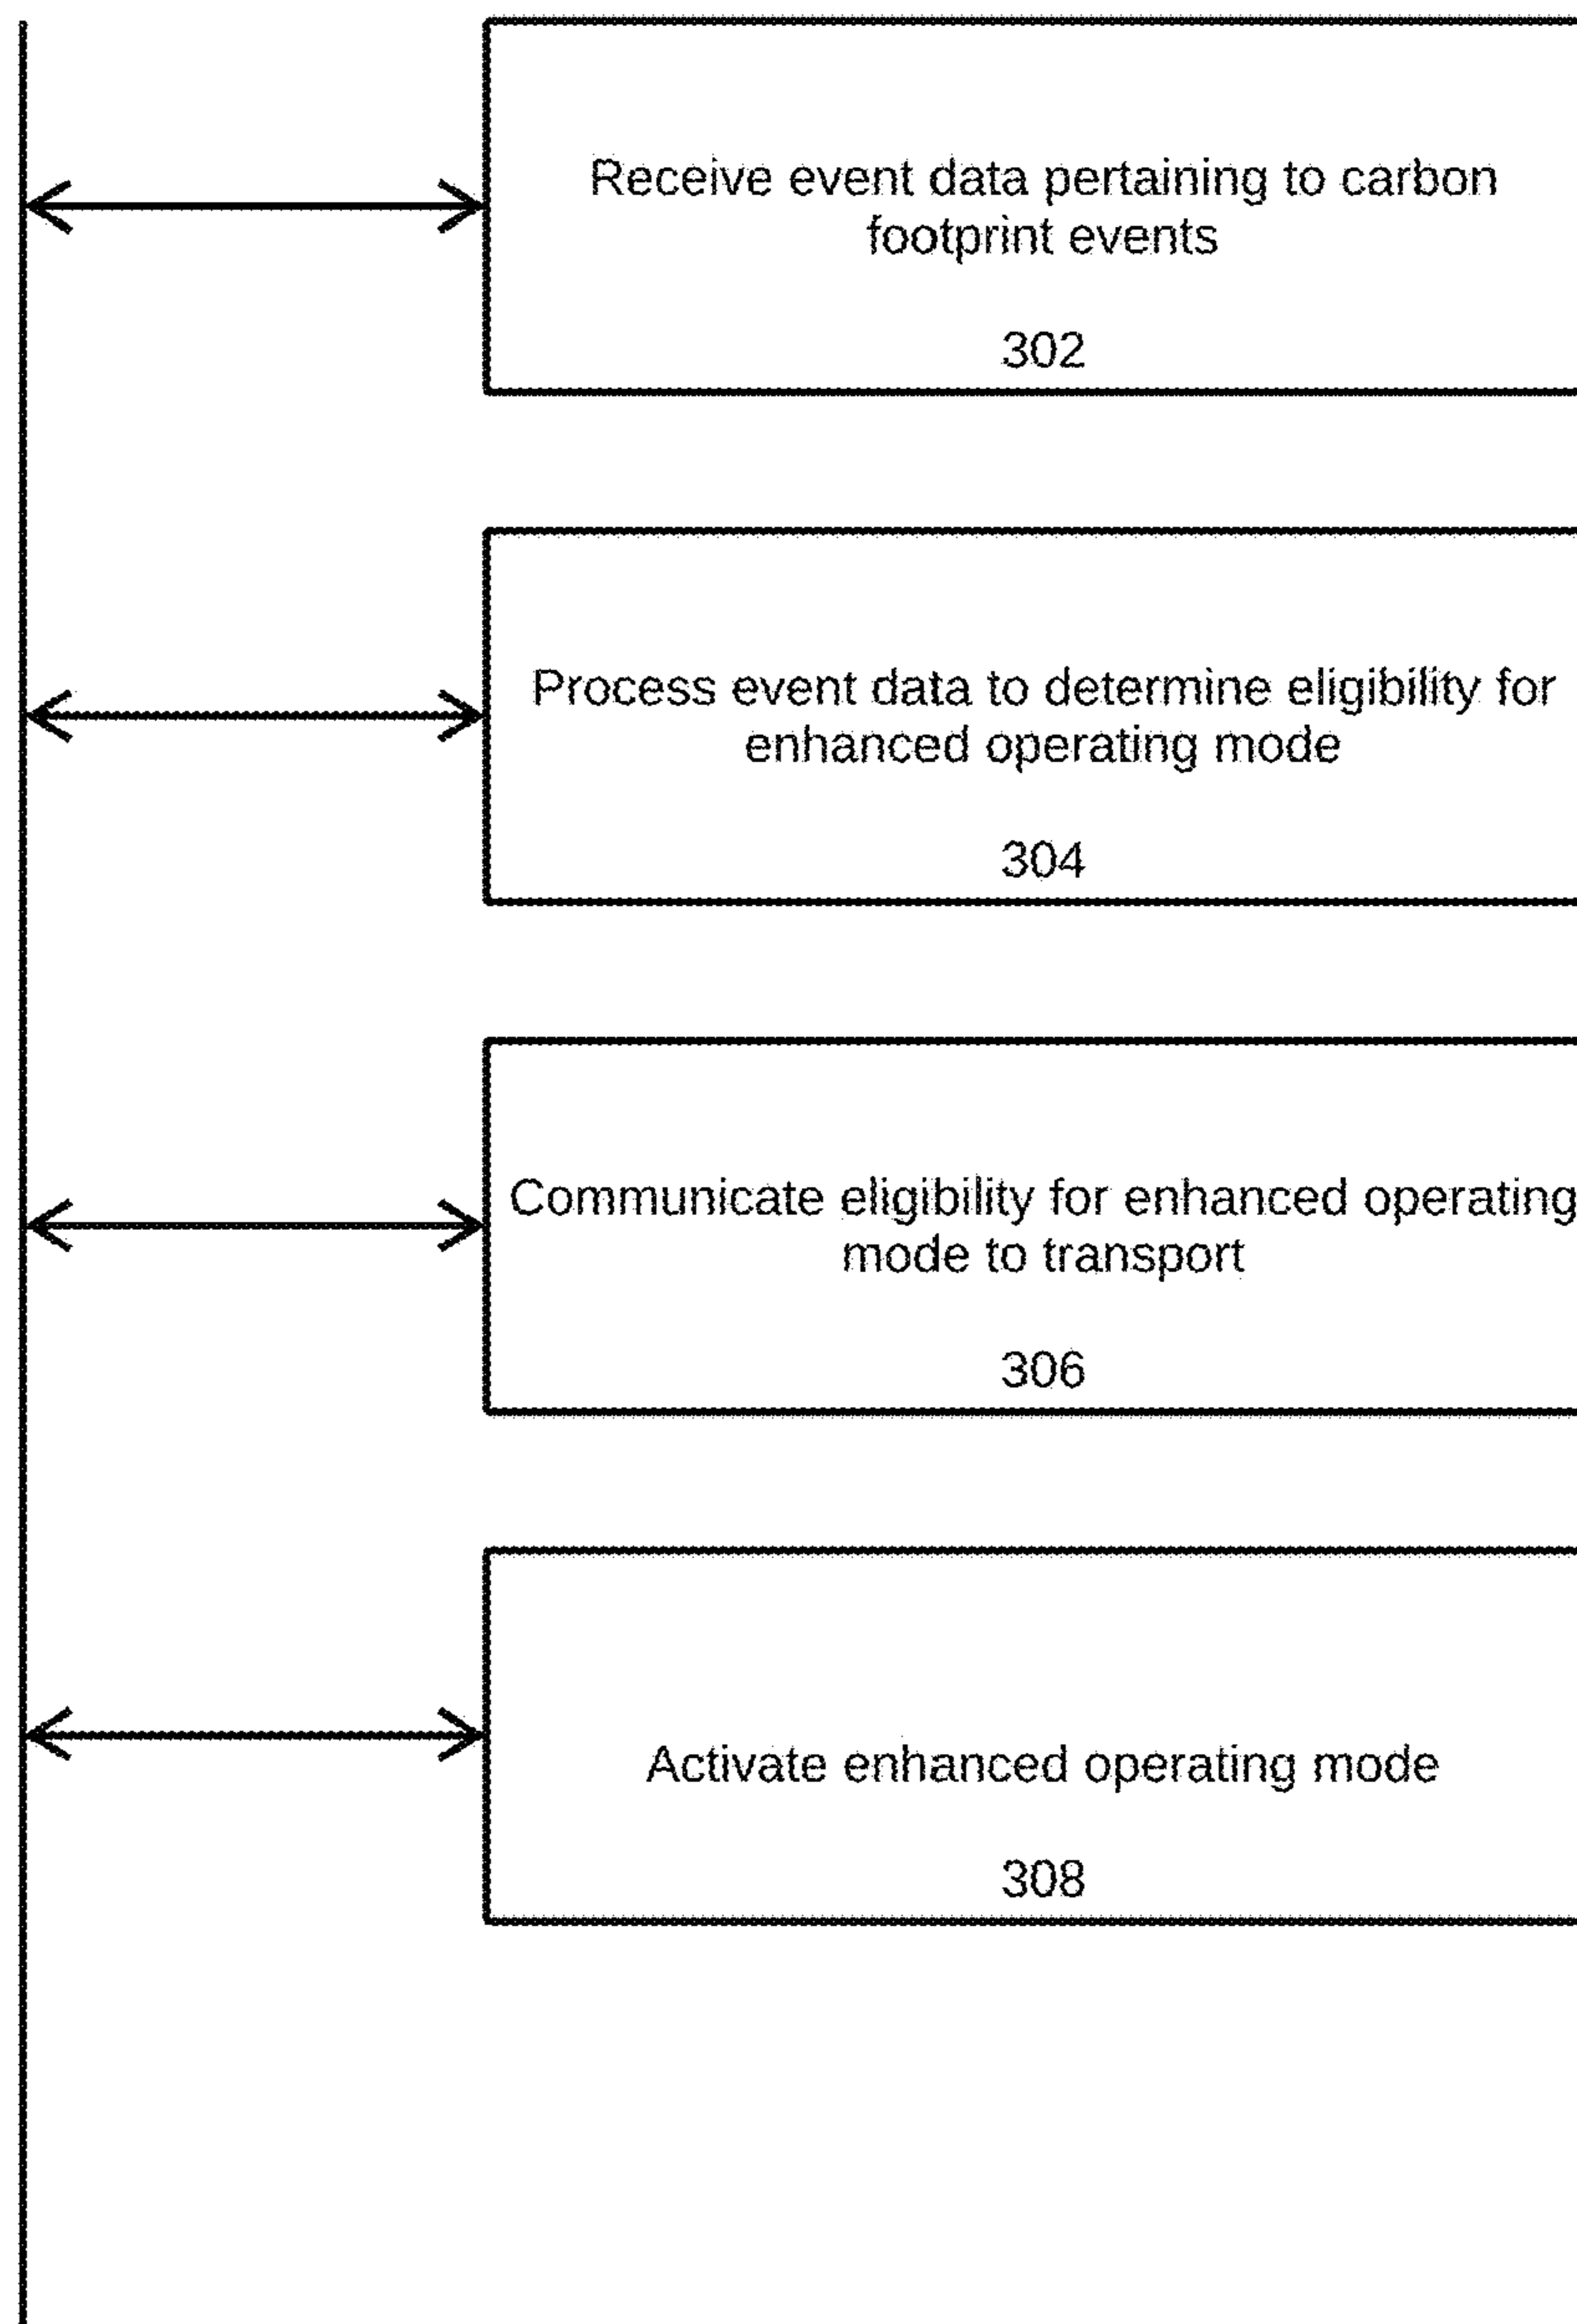 Receive event data pertaining to carbon
footprint events
302
Process event data to determine eligibility for
enhanced operating mode
304
Communicate eligibility for enhanced operating
mode to transport
306
Activate enhanced operating mode
308